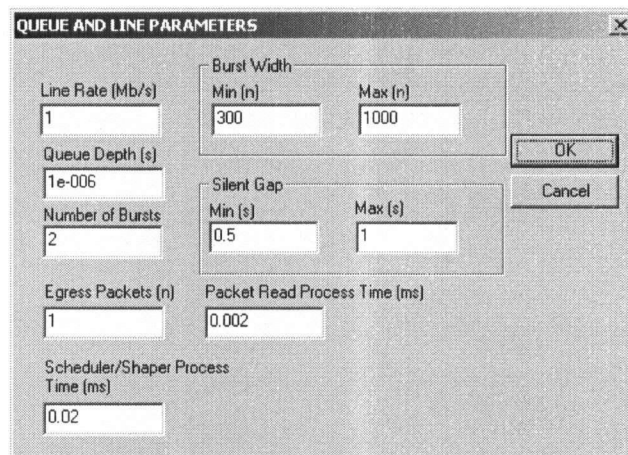 QUEUE AND LINE PARAMETERS
Line Rate (Mb/s)
1
Queue Depth (s)
1e-006
Number of Bursts
2
Burst Width
Min (n)
300
Max (n)
1000
Silent Gap
Min (s)
0.5
Max (s)
1
OK
Cancel
Egress Packets (n)
1
Packet Read Process Time (ms)
0.002
Scheduler/Shaper Process
Time (ms)
0.02